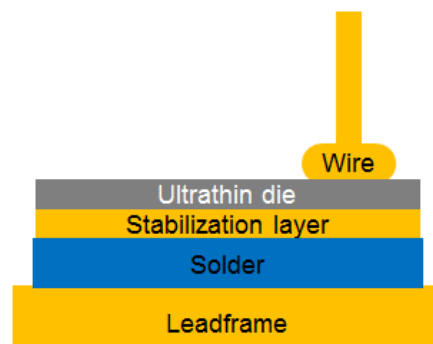 Wire
Ultrathin die
Stabilization layer
Solder
Leadframe